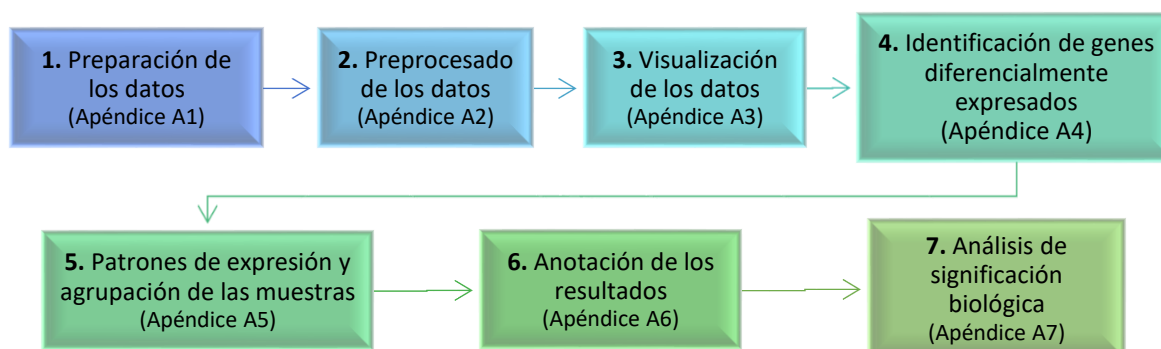 1. Preparación de
los datos
(Apéndice A1)
2. Preprocesado
de los datos
(Apéndice A2)
3. Visualización
de los datos
(Apéndice A3)
4. Identificación de genes
diferencialmente
expresados
(Apéndice A4)
5. Patrones de expresión y
agrupación de las muestras
(Apéndice A5)
6. Anotación de los
resultados
(Apéndice A6)
7. Análisis de
significación
biológica
(Apéndice A7)